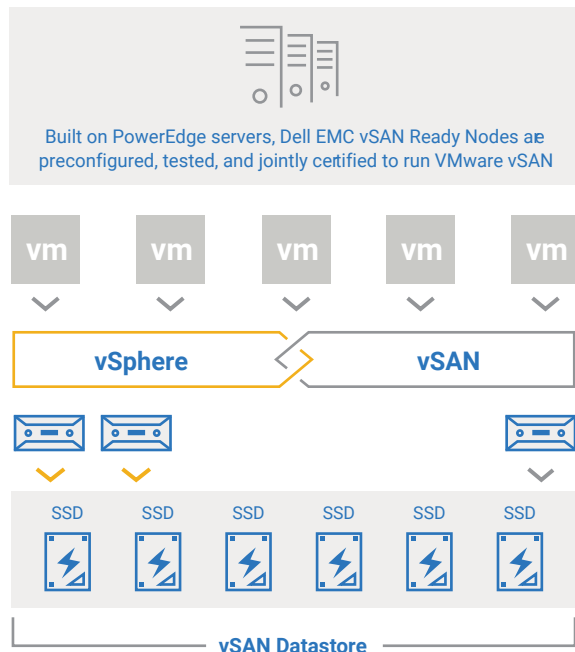 Built on PowerEdge servers, Dell EMC vSAN Ready Nodes are
preconfigured, tested, and jointly certified to run VMware vSAN
vm vm vm vm vm
vSphere vSAN
SSD SSD SSD SSD SSD SSD
vSAN Datastore